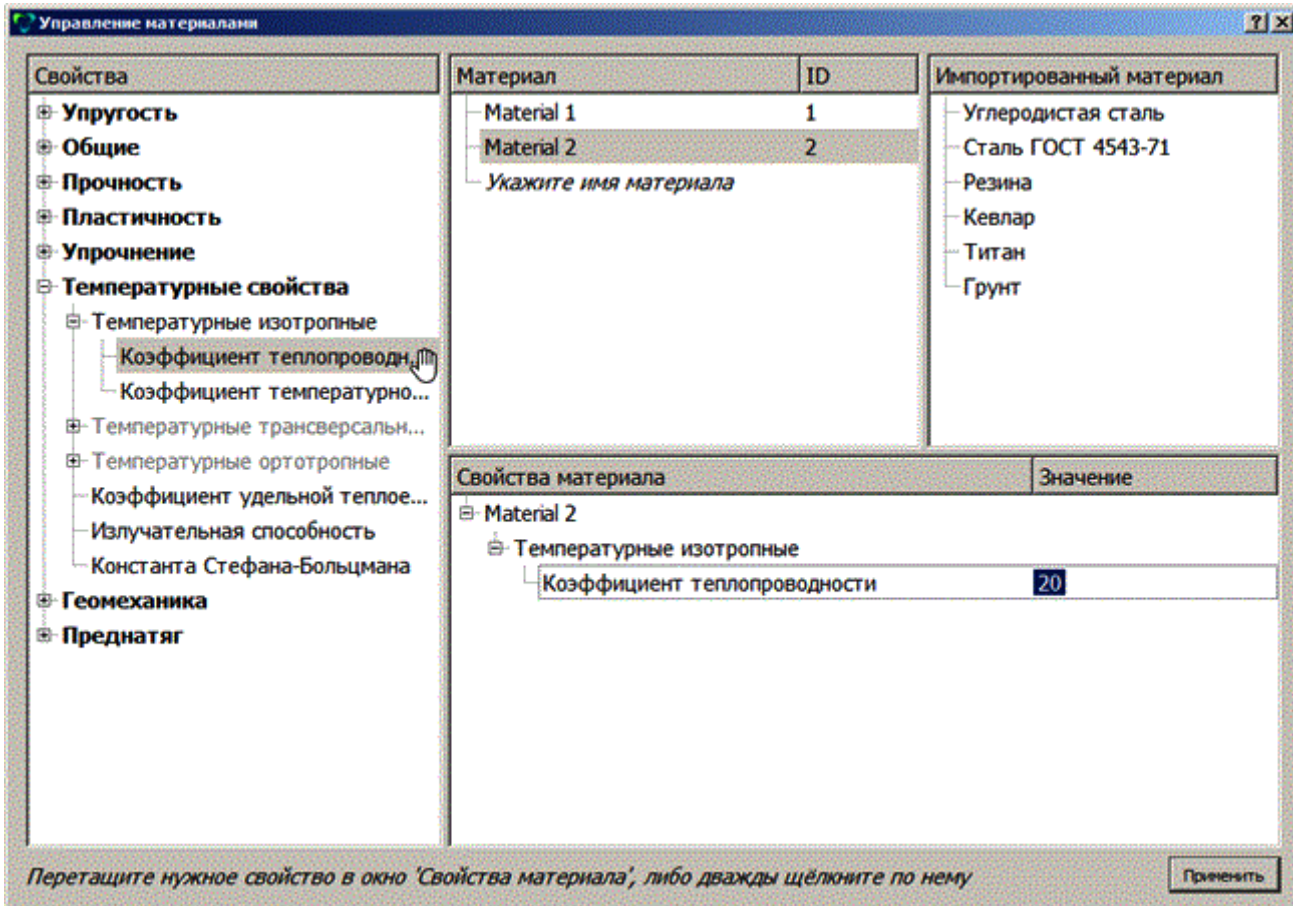 Управление материалами
Свойства
Упругость
Общие
Прочность
Пластичность
Упрочнение
Температурные свойства
Температурные изотропные
Коэффициент теплопроводн...
Коэффициент температурно...
Температурные трансверсальн...
Температурные ортотропные
Коэффициент удельной теплое...
Излучательная способность
Константа Стефана-Больцмана
Геомеханика
Преднатяг
Материал ID
Material 1 1
Material 2 2
Укажите имя материала
Импортированный материал
Углеродистая сталь
Сталь ГОСТ 4543-71
Резина
Кевлар
Титан
Грунт
Свойства материала Значение
Material 2
Температурные изотропные
Коэффициент теплопроводности 20
Перетащите нужное свойство в окно 'Свойства материала', либо дважды щёлкните по нему
Применить